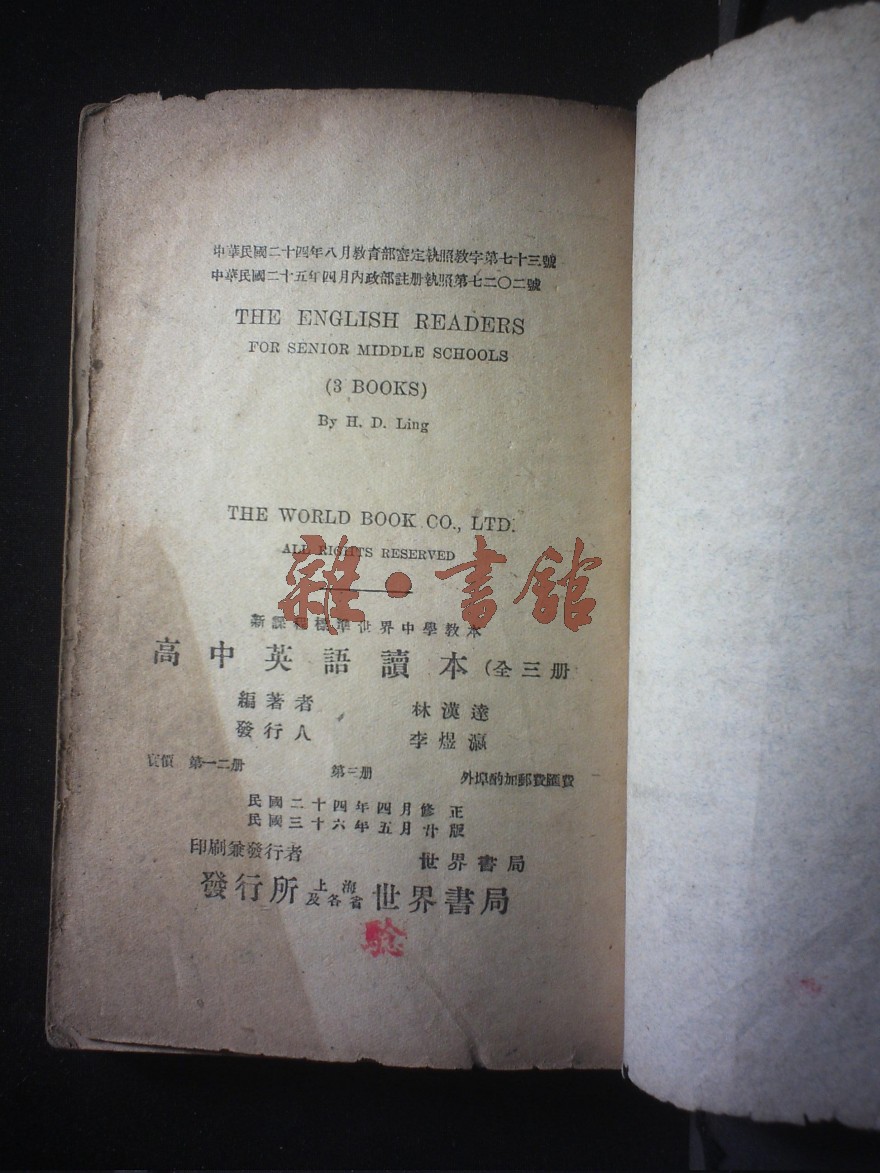 中華民國二十四年八月教育部審定執照教字第七十三號
中華民國二十五年四月內政部註册執照第七二〇二號
THE ENGLISH READERS
FOR SENIOR MIDDLE SCHOOLS
(3 BOOKS)
By H. D. Ling
THE WORLD BOOK CO., LTD.
ALL RIGHTS RESERVED
雜·書館
新課程標準世界中學教本
高中英語讀本(全三册
編著者 林漢達
發行人 李煜瀛
實價 第一二册 第三册 外埠酌加郵費匯費
民國二十四年四月修正
民國三十六年五月廿版
印刷兼發行者 世界書局
發行所 上海及各省 世界書局